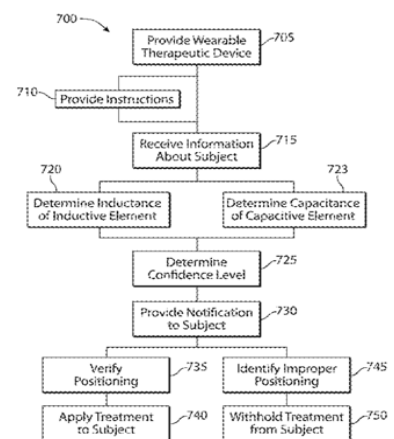 700
Provide Wearable
Therapeutic Device
705
710
Provide Instructions
Receive Information
About Subject
715
720
723
Determine Inductance
of Inductive Element
Determine Capacitance
of Capacitive Element
Determine
Confidence Level
725
Provide Notification
to Subject
730
Verify
Positioning
735
Identify Improper
Positioning
745
Apply Treatment
to Subject
740
Withhold Treatment
from Subject
750